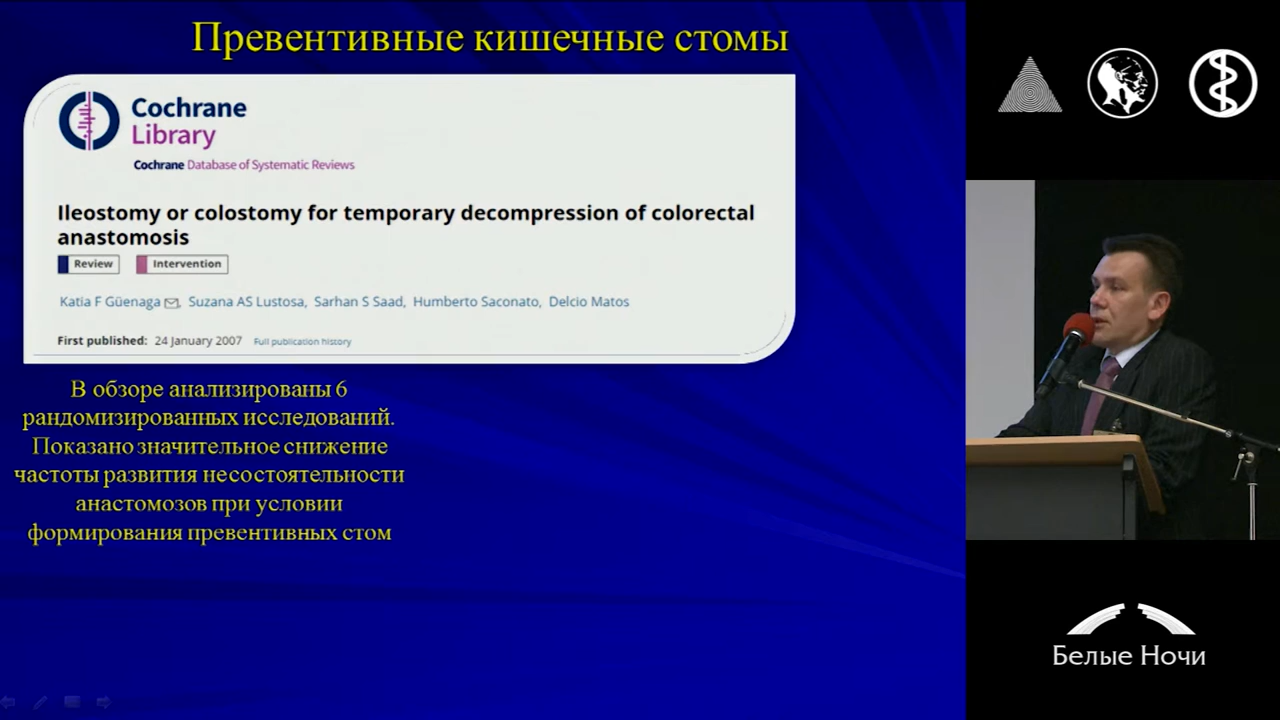 Превентивные кишечные стомы
Cochrane
Library
Cochrane Database of Systematic Reviews
Ileostomy or colostomy for temporary decompression of colorectal
anastomosis
Review Intervention
Katia F Güenaga, Suzana AS Lustosa, Sarhan S Saad, Humberto Saconato, Delcio Matos
First published: 24 January 2007 Full publication history
В обзоре анализированы 6
рандомизированных исследований.
Показано значительное снижение
частоты развития несостоятельности
анастомозов при условии
формирования превентивных стом
Белые Ночи